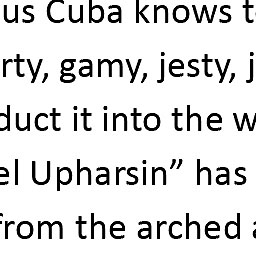 us Cuba knows t
rty, gamy, jesty, j
duct it into the w
el Upharsin” has
from the arched a